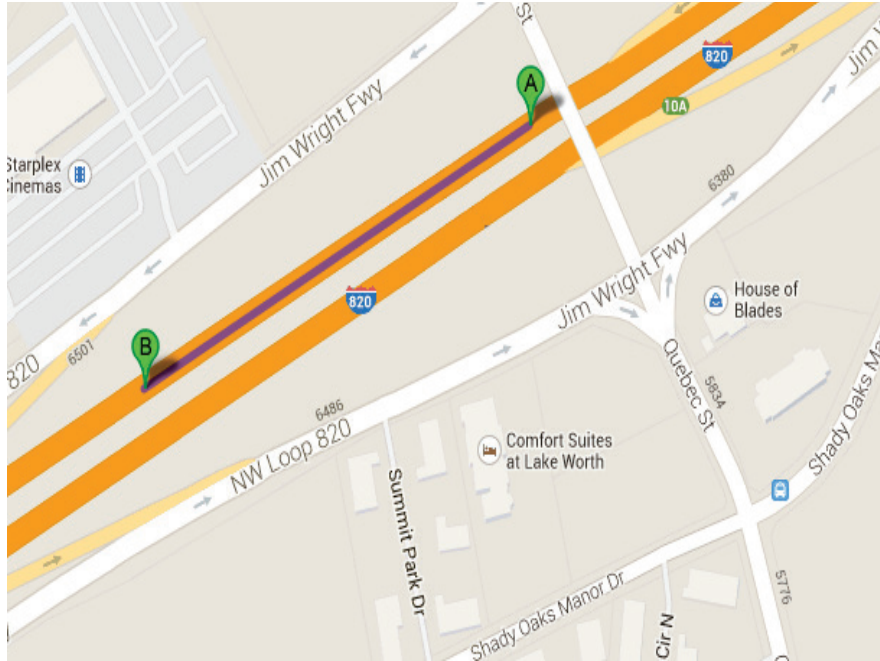 St
820
Jim W
A
10A
Jim Wright Fwy
Starplex
Cinemas
6380
Jim Wright Fwy
820
House of
Blades
B
6501
820
Quebec St
5834
6486
NW Loop 820
Comfort Suites
at Lake Worth
Shady Oaks Manor
Summit Park Dr
Shady Oaks Manor Dr
5776
Cir N